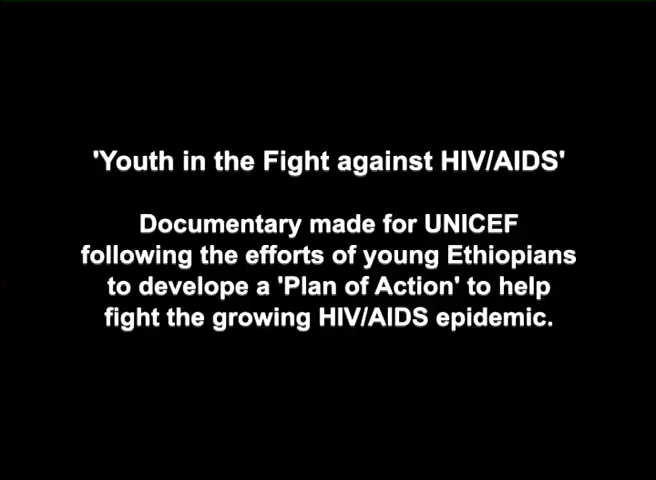 'Youth in the Fight against HIV/AIDS'
Documentary made for UNICEF
following the efforts of young Ethiopians
to develope a 'Plan of Action' to help
fight the growing HIV/AIDS epidemic.